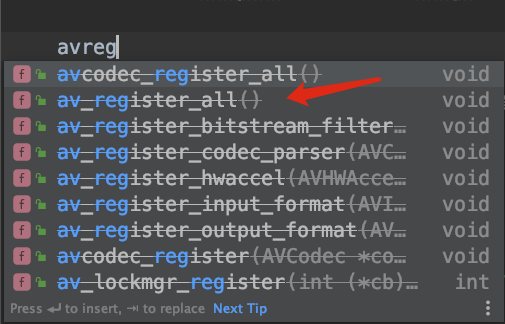 avreg
f avcodec_register_all() void
f av_register_all() void
f av_register_bitstream_filter… void
f av_register_codec_parser(AVC… void
f av_register_hwaccel(AVHWAcce… void
f av_register_input_format(AVI… void
f av_register_output_format(AV… void
f avcodec_register(AVCodec *co… void
f av_lockmgr_register(int (*cb)… int
Press ↵ to insert, ⇥ to replace Next Tip